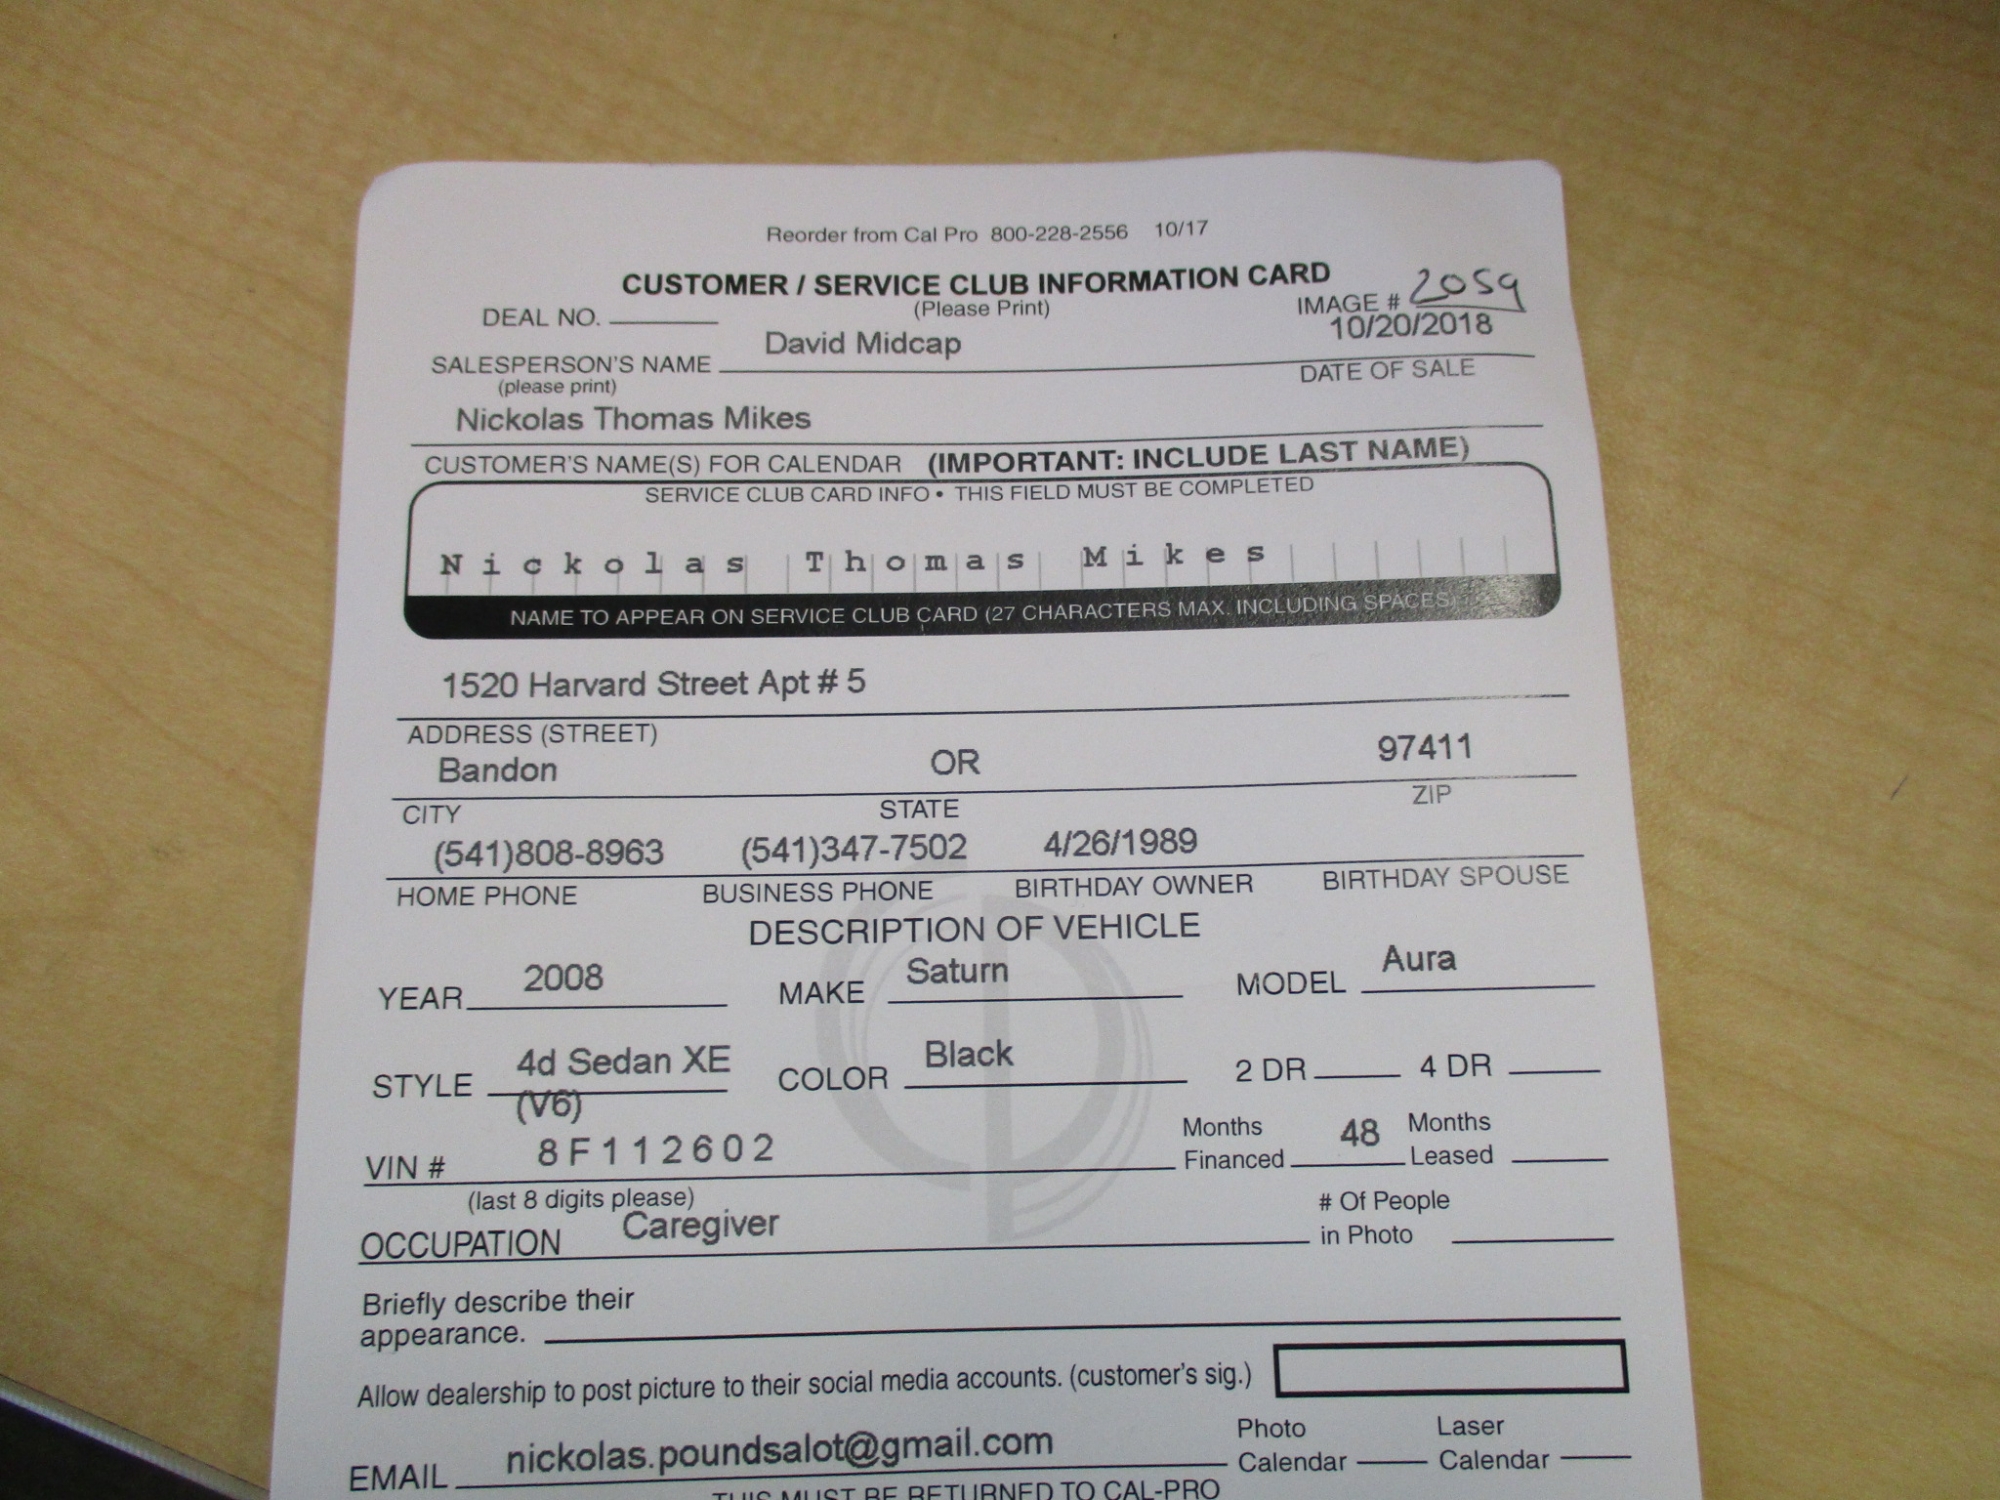 Reorder from Cal Pro 800-228-2556 10/17
CUSTOMER / SERVICE CLUB INFORMATION CARD
(Please Print)
DEAL NO.
IMAGE # 2059
David Midcap
10/20/2018
SALESPERSON'S NAME
DATE OF SALE
(please print)
Nickolas Thomas Mikes
CUSTOMER'S NAME(S) FOR CALENDAR (IMPORTANT: INCLUDE LAST NAME)
SERVICE CLUB CARD INFO • THIS FIELD MUST BE COMPLETED
Nickolas Thomas Mikes
NAME TO APPEAR ON SERVICE CLUB CARD (27 CHARACTERS MAX. INCLUDING SPACES)
1520 Harvard Street Apt # 5
ADDRESS (STREET)
Bandon OR 97411
CITY STATE ZIP
(541)808-8963 (541)347-7502 4/26/1989
HOME PHONE BUSINESS PHONE BIRTHDAY OWNER BIRTHDAY SPOUSE
DESCRIPTION OF VEHICLE
YEAR 2008 MAKE Saturn MODEL Aura
STYLE 4d Sedan XE COLOR Black 2 DR 4 DR
(V6)
VIN # 8F112602 Months Financed 48 Months Leased
(last 8 digits please)
OCCUPATION Caregiver # Of People in Photo
Briefly describe their
appearance.
Allow dealership to post picture to their social media accounts. (customer's sig.)
EMAIL nickolas.poundsalot@gmail.com Photo Calendar Laser Calendar
THIS MUST BE RETURNED TO CAL-PRO